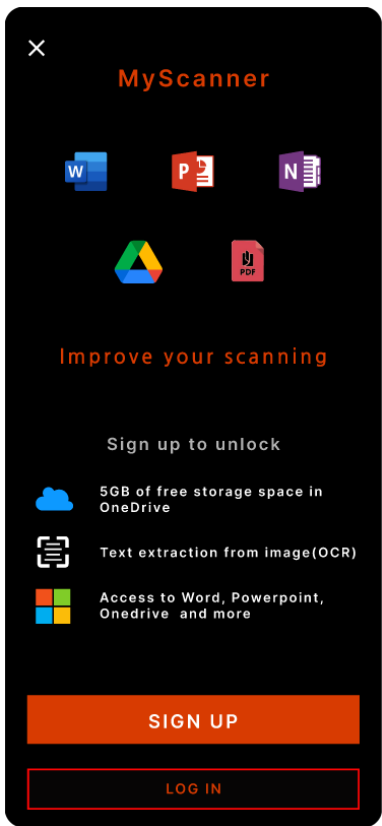 MyScanner
W
P
N
PDF
Improve your scanning
Sign up to unlock
5GB of free storage space in
OneDrive
Text extraction from image(OCR)
Access to Word, Powerpoint,
Onedrive  and more
SIGN UP
LOG IN